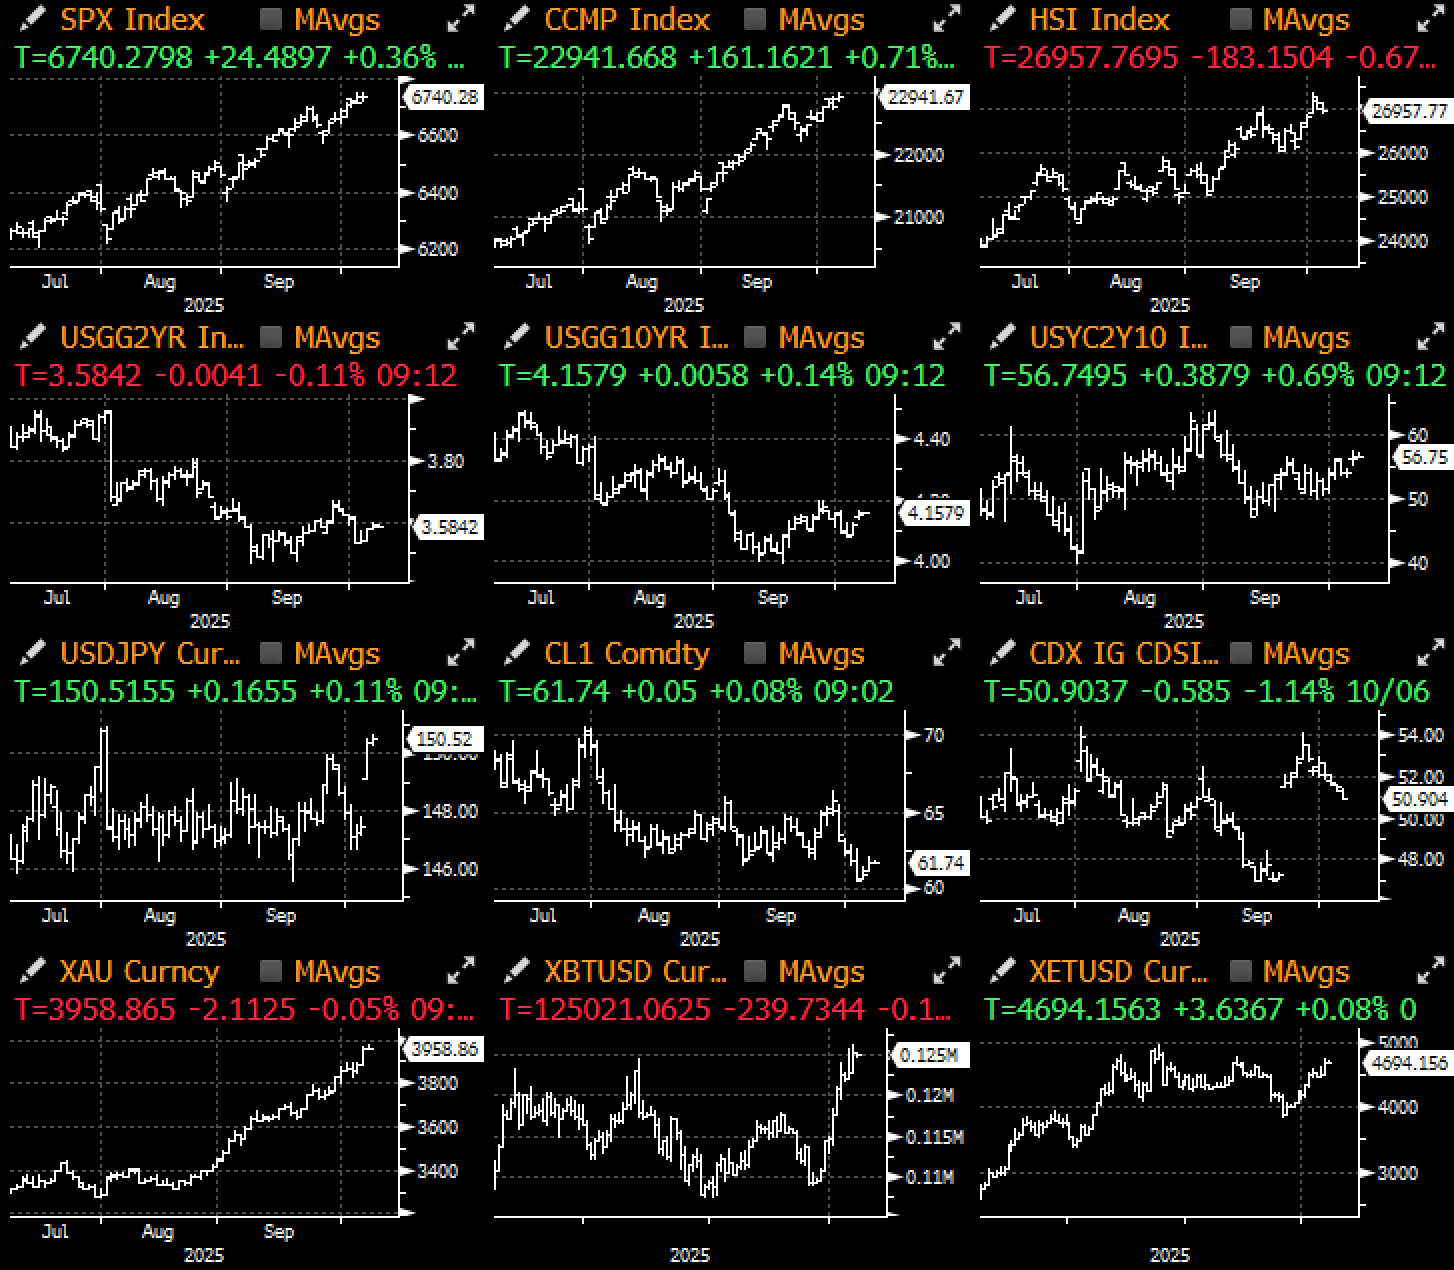 SPX Index MAvgs
T=6740.2798 +24.4897 +0.36% ...
6740.28
6600
6400
6200
Jul Aug Sep
2025
CCMP Index MAvgs
T=22941.668 +161.1621 +0.71%...
22941.67
22000
21000
Jul Aug Sep
2025
HSI Index MAvgs
T=26957.7695 -183.1504 -0.67...
26957.77
26000
25000
24000
Jul Aug Sep
2025
USGG2YR In... MAvgs
T=3.5842 -0.0041 -0.11% 09:12
3.80
3.5842
Jul Aug Sep
2025
USGG10YR I... MAvgs
T=4.1579 +0.0058 +0.14% 09:12
4.40
4.1579
4.00
Jul Aug Sep
2025
USYC2Y10 I... MAvgs
T=56.7495 +0.3879 +0.69% 09:12
60
56.75
50
40
Jul Aug Sep
2025
USDJPY Cur... MAvgs
T=150.5155 +0.1655 +0.11% 09:...
150.52
150.00
148.00
146.00
Jul Aug Sep
2025
CL1 Comdty MAvgs
T=61.74 +0.05 +0.08% 09:02
70
65
61.74
60
Jul Aug Sep
2025
CDX IG CDSI... MAvgs
T=50.9037 -0.585 -1.14% 10/06
54.00
52.00
50.904
50.00
48.00
Jul Aug Sep
2025
XAU Curncy MAvgs
T=3958.865 -2.1125 -0.05% 09:...
3958.86
3800
3600
3400
Jul Aug Sep
2025
XBTUSD Cur... MAvgs
T=125021.0625 -239.7344 -0.1...
0.125M
0.12M
0.115M
0.11M
2025
XETUSD Cur... MAvgs
T=4694.1563 +3.6367 +0.08% 0
5000
4694.156
4000
3000
2025